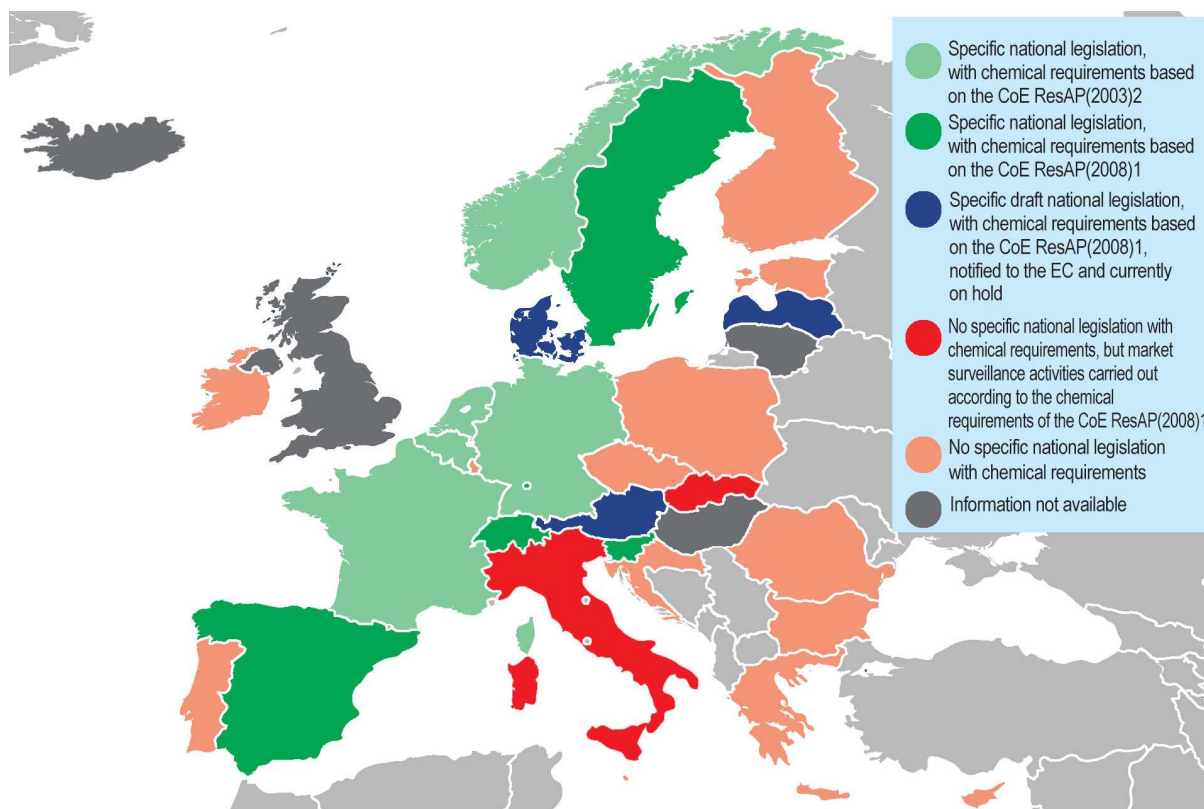 Specific national legislation,
with chemical requirements based
on the CoE ResAP(2003)2
Specific national legislation,
with chemical requirements based
on the CoE ResAP(2008)1
Specific draft national legislation,
with chemical requirements based
on the CoE ResAP(2008)1,
notified to the EC and currently
on hold
No specific national legislation with
chemical requirements, but market
surveillance activities carried out
according to the chemical
requirements of the CoE ResAP(2008)1
No specific national legislation
with chemical requirements
Information not available